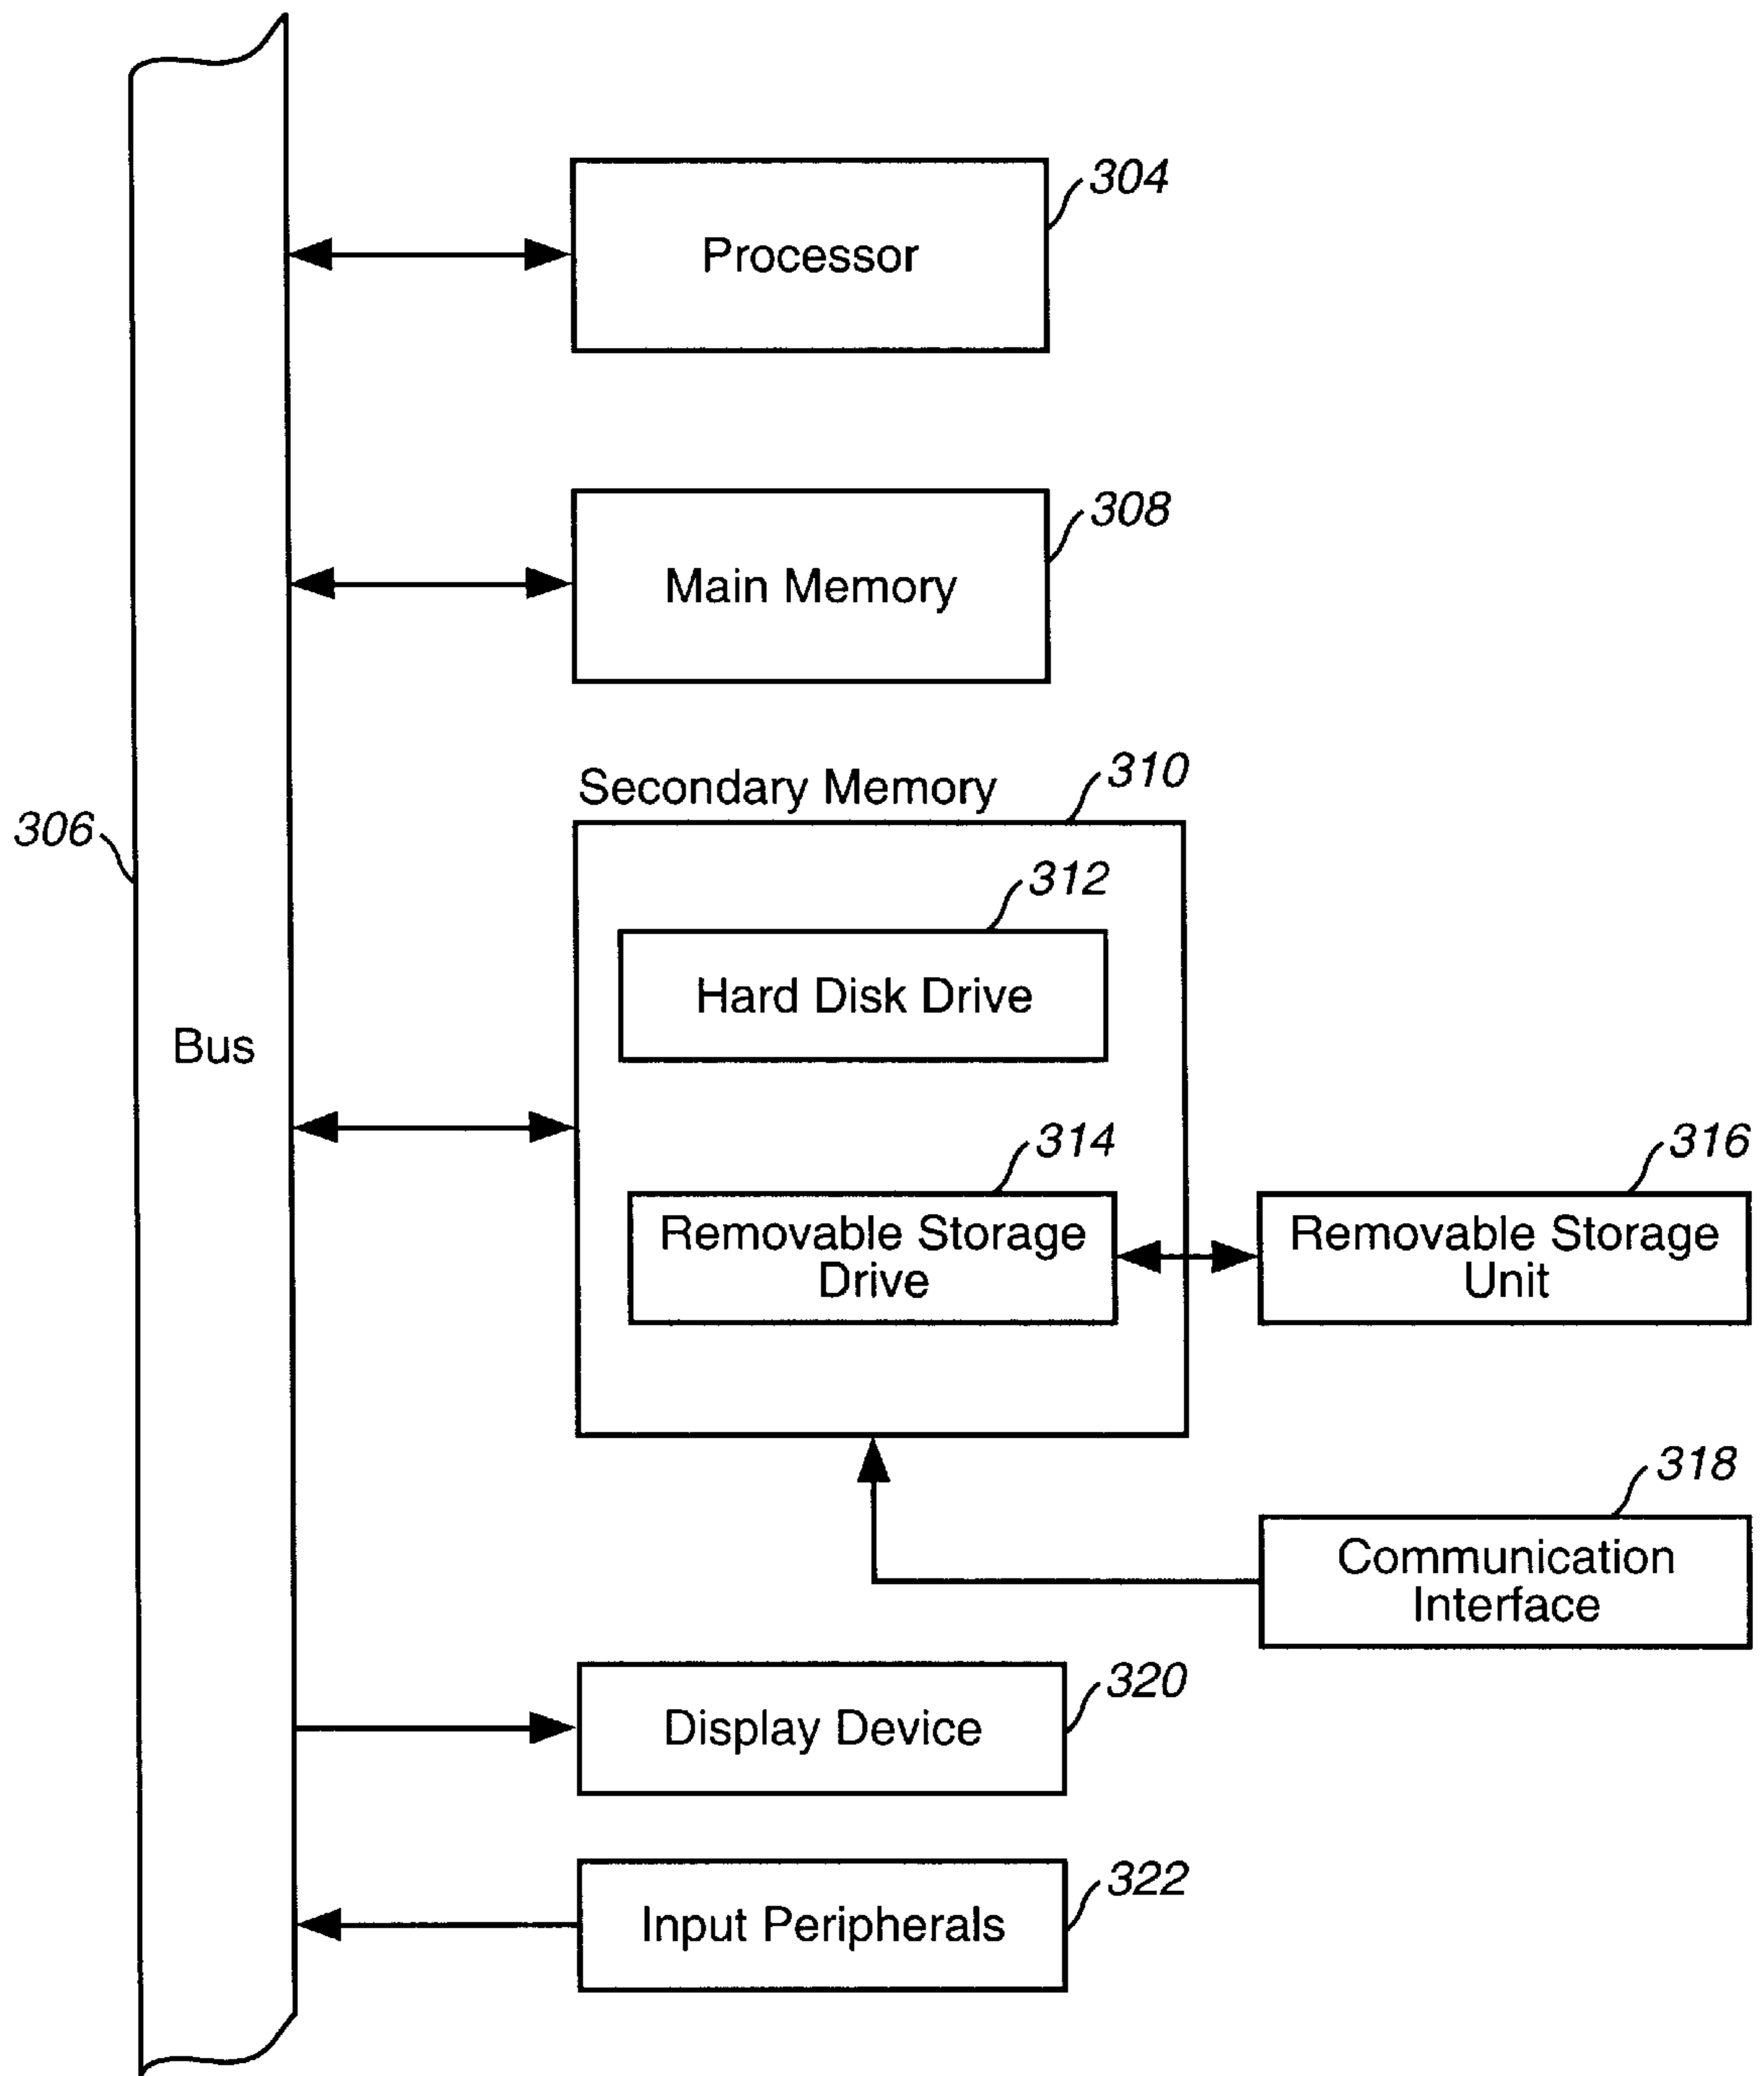 304
Processor
308
Main Memory
310
Secondary Memory
306
312
Hard Disk Drive
Bus
314
Removable Storage
Drive
316
Removable Storage
Unit
318
Communication
Interface
320
Display Device
322
Input Peripherals